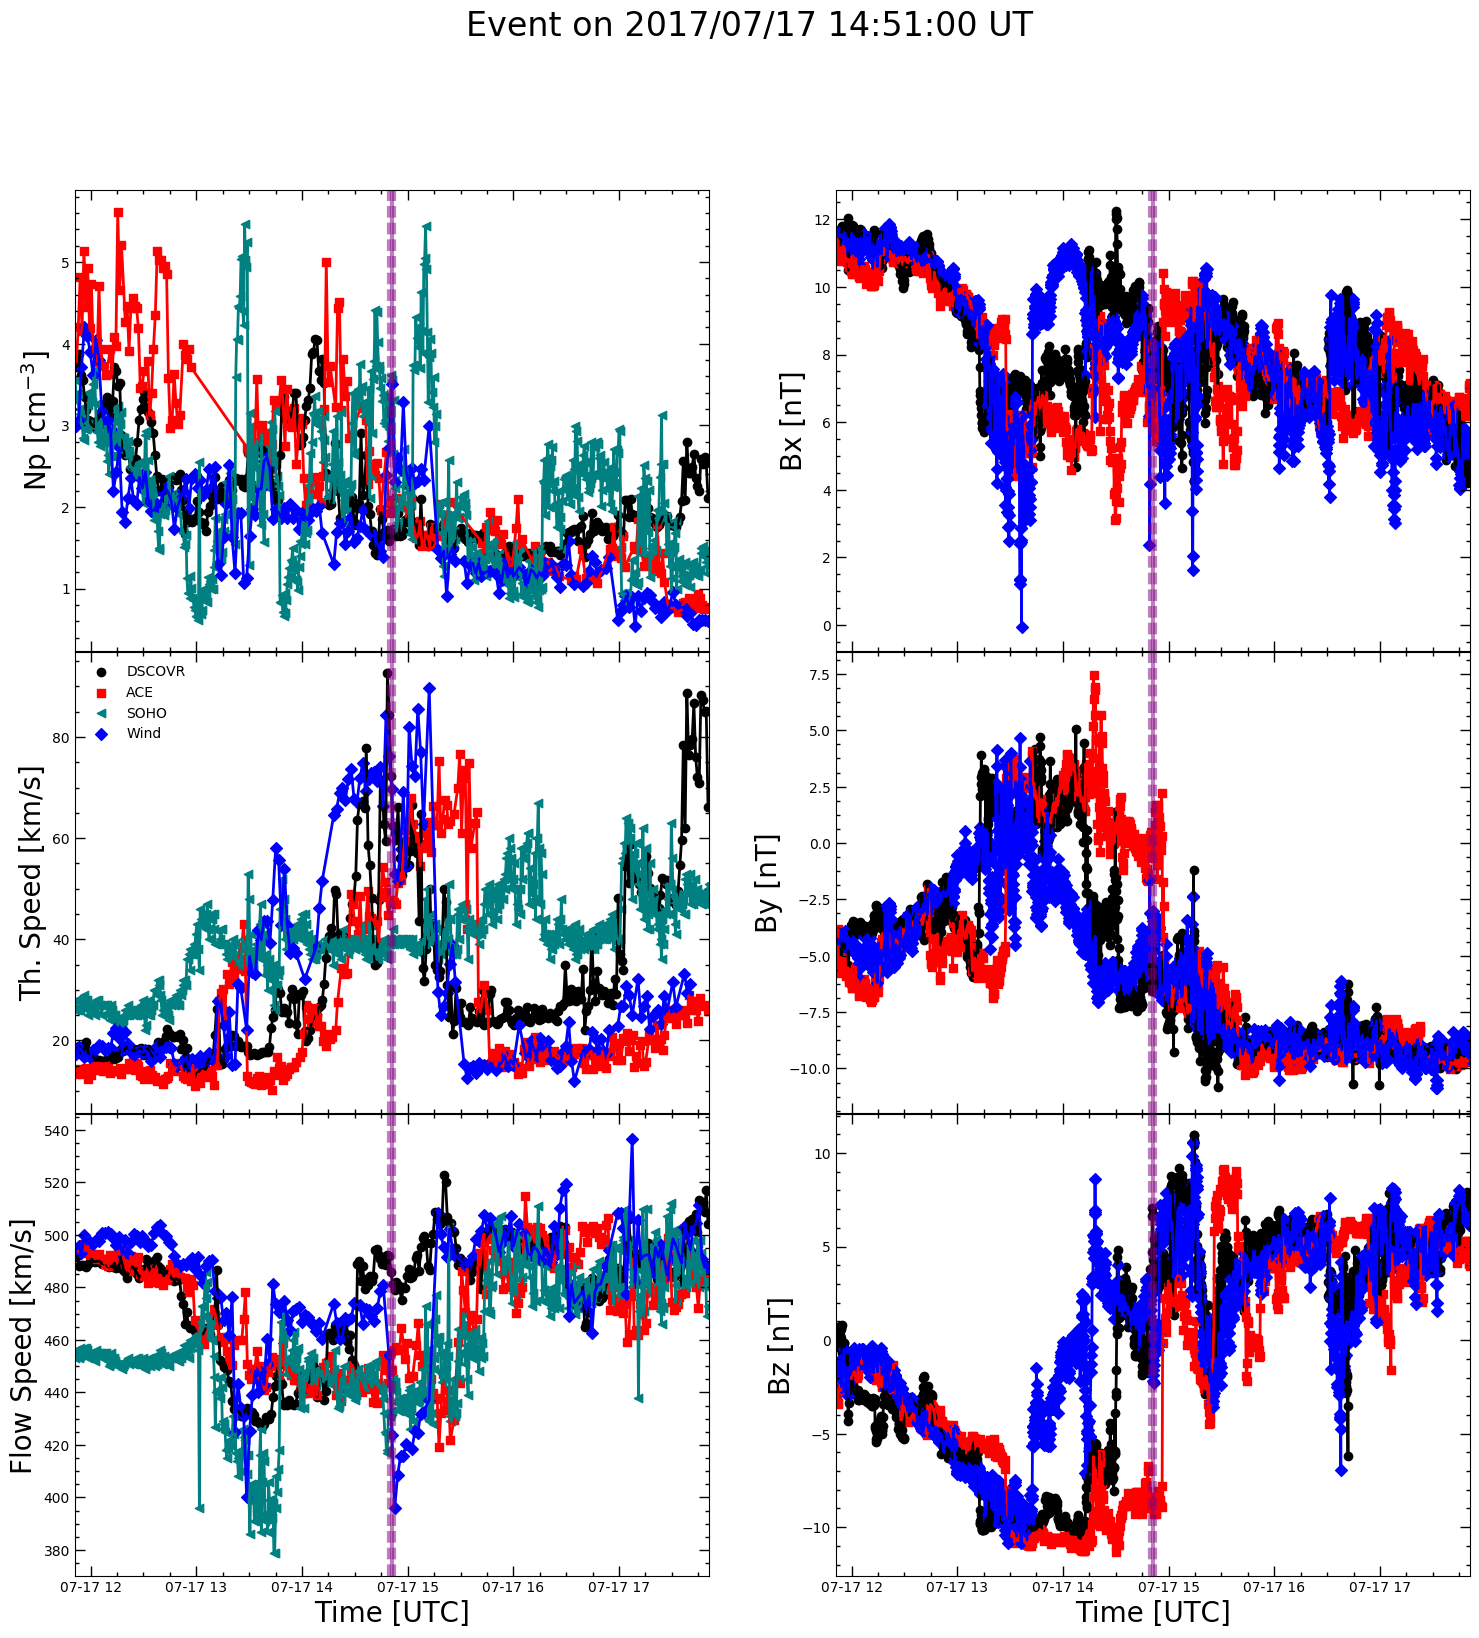 Event on 2017/07/17 14:51:00 UT
Np [cm⁻³]
5
4
3
2
1
Th. Speed [km/s]
80
60
40
20
DSCOVR
ACE
SOHO
Wind
Flow Speed [km/s]
540
520
500
480
460
440
420
400
380
07-17 12 07-17 13 07-17 14 07-17 15 07-17 16 07-17 17
Time [UTC]
Bx [nT]
12
10
8
6
4
2
0
By [nT]
7.5
5.0
2.5
0.0
−2.5
−5.0
−7.5
−10.0
Bz [nT]
10
5
0
−5
−10
07-17 12 07-17 13 07-17 14 07-17 15 07-17 16 07-17 17
Time [UTC]